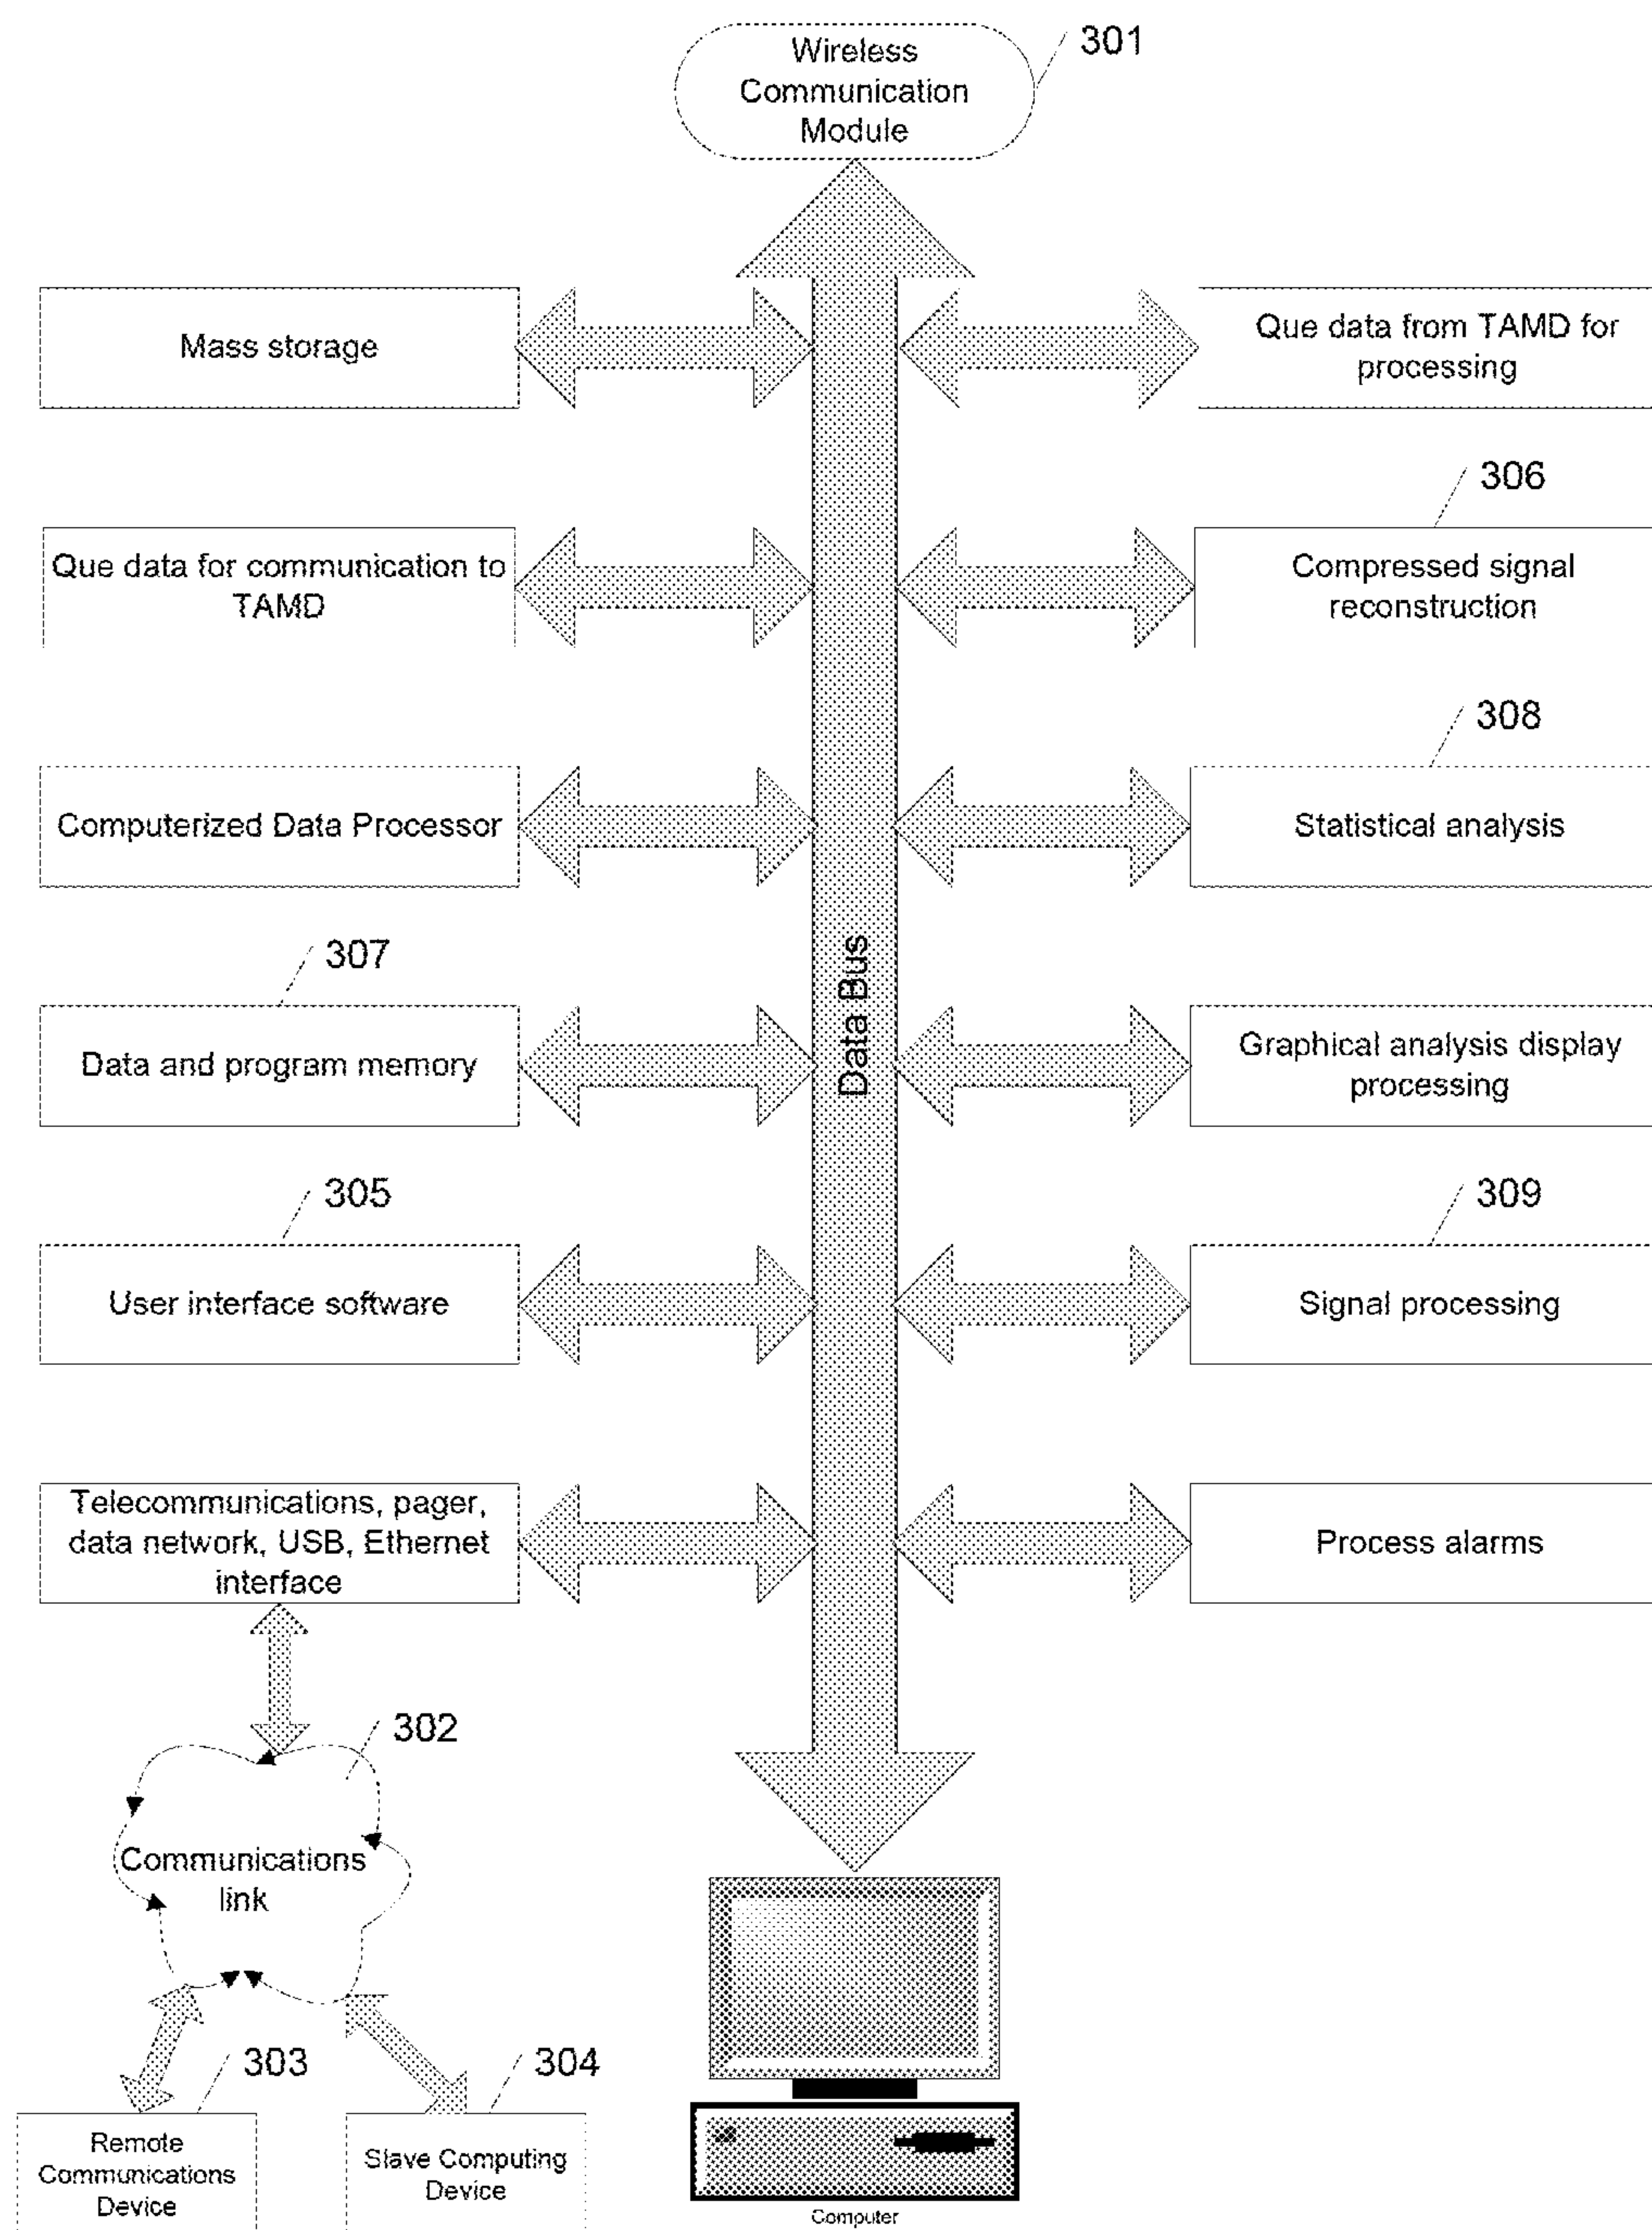 Wireless
Communication
Module
301
Mass storage
Que data from TAMD for
processing
306
Que data for communication to
TAMD
Compressed signal
reconstruction
308
Computerized Data Processor
Statistical analysis
Data Bus
307
Data and program memory
Graphical analysis display
processing
305
309
User interface software
Signal processing
Telecommunications, pager,
data network, USB, Ethernet
interface
Process alarms
302
Communications
link
303
304
Remote
Communications
Device
Slave Computing
Device
Computer